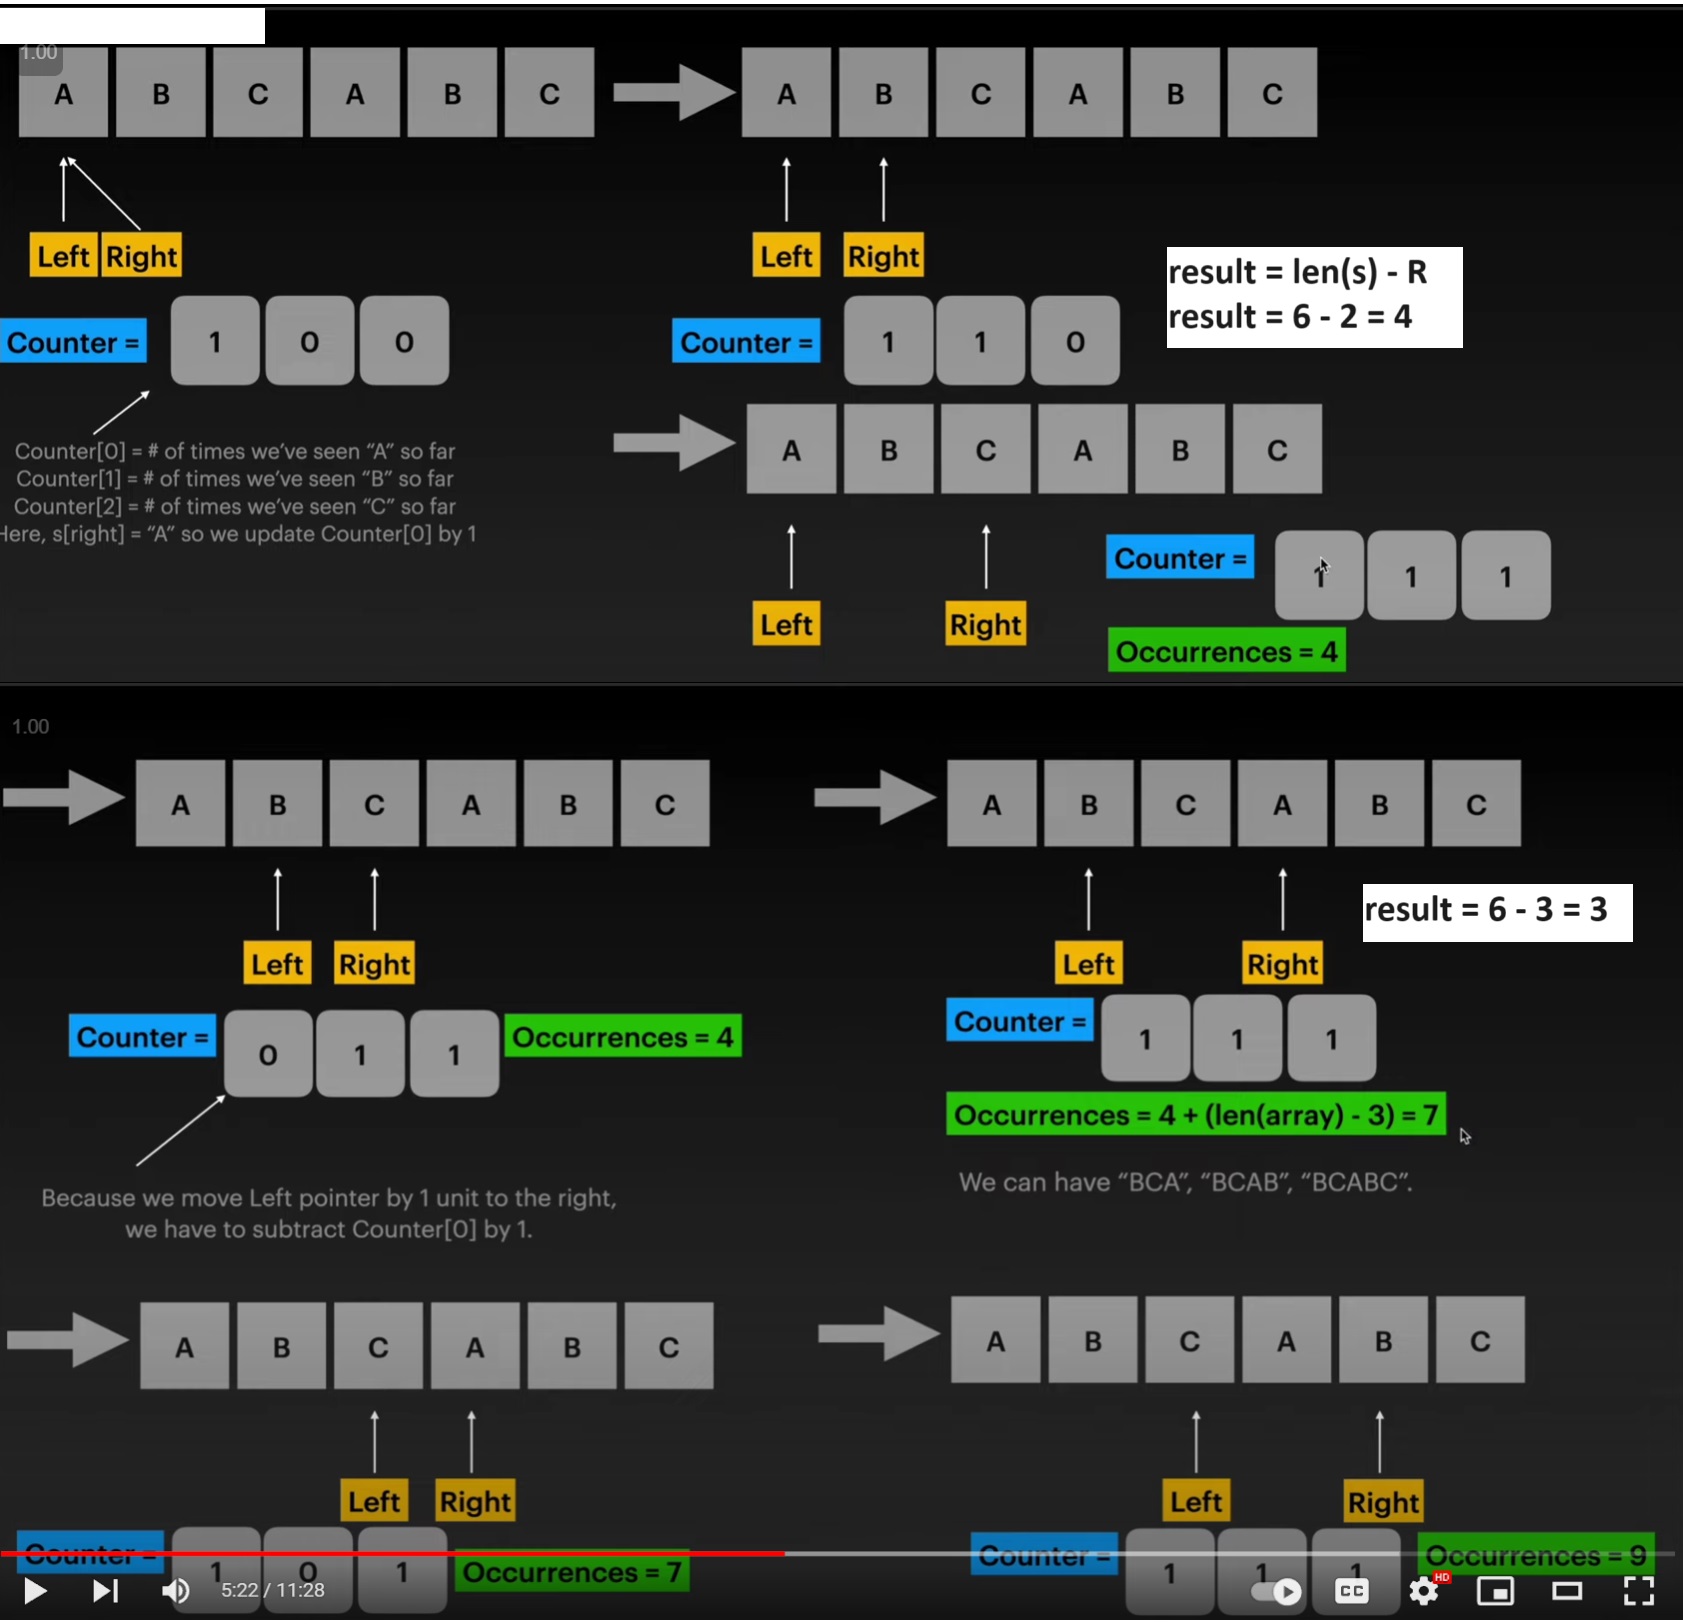 1.00
A B C A B C
A B C A B C
Left Right
Left Right
result = len(s) - R
result = 6 - 2 = 4
Counter = 1 0 0
Counter = 1 1 0
Counter[0] = # of times we've seen “A” so far
Counter[1] = # of times we've seen “B” so far
Counter[2] = # of times we've seen “C” so far
Here, s[right] = “A” so we update Counter[0] by 1
A B C A B C
Left Right
Counter = 1 1 1
Occurrences = 4
1.00
A B C A B C
A B C A B C
Left Right
Left Right
result = 6 - 3 = 3
Counter = 0 1 1
Occurrences = 4
Counter = 1 1 1
Occurrences = 4 + (len(array) - 3) = 7
Because we move Left pointer by 1 unit to the right,
we have to subtract Counter[0] by 1.
We can have “BCA”, “BCAB”, “BCABC”.
A B C A B C
A B C A B C
Left Right
Left Right
Counter = 1 0 1
Occurrences = 7
Counter = 1 1 1
Occurrences = 9
5:22 / 11:28
CC HD